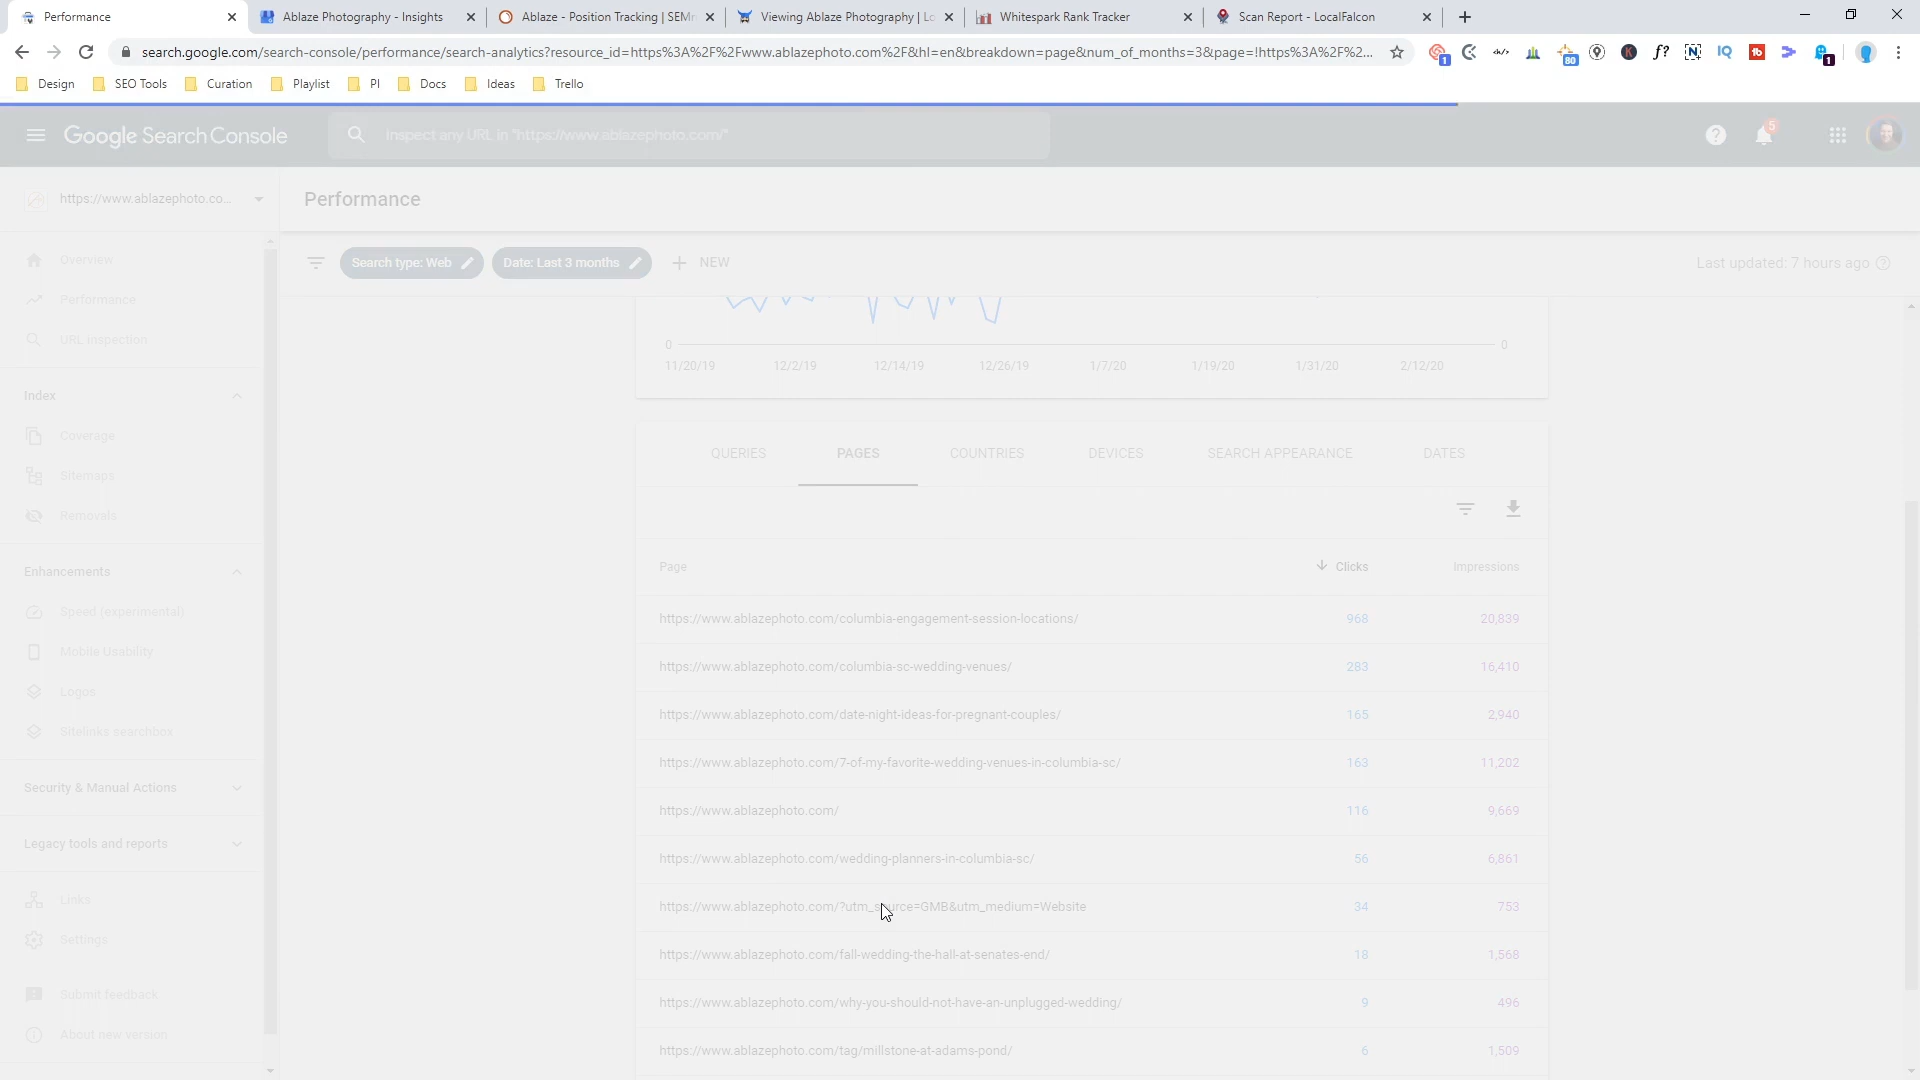 Performance
Ablaze Photography - Insights
Ablaze - Position Tracking | SEMr
Viewing Ablaze Photography | Lo
Whitespark Rank Tracker
Scan Report - LocalFalcon
search.google.com/search-console/performance/search-analytics?resource_id=https%3A%2F%2Fwww.ablazephoto.com%2F&hl=en&breakdown=page&num_of_months=3&page=!https%3A%2F%2...
1
80
1
Design
SEO Tools
Curation
Playlist
PI
Docs
Ideas
Trello
Google Search Console
Inspect any URL in "https://www.ablazephoto.com/"
5
https://www.ablazephoto.co...
Performance
Overview
Performance
URL inspection
Index
Coverage
Sitemaps
Removals
Enhancements
Speed (experimental)
Mobile Usability
Logos
Sitelinks searchbox
Security & Manual Actions
Legacy tools and reports
Links
Settings
Submit feedback
About new version
Search type: Web
Date: Last 3 months
NEW
Last updated: 7 hours ago
0
0
11/20/19
12/2/19
12/14/19
12/26/19
1/7/20
1/19/20
1/31/20
2/12/20
QUERIES
PAGES
COUNTRIES
DEVICES
SEARCH APPEARANCE
DATES
Page
Clicks
Impressions
https://www.ablazephoto.com/columbia-engagement-session-locations/ 968 20,839
https://www.ablazephoto.com/columbia-sc-wedding-venues/ 283 16,410
https://www.ablazephoto.com/date-night-ideas-for-pregnant-couples/ 165 2,940
https://www.ablazephoto.com/7-of-my-favorite-wedding-venues-in-columbia-sc/ 163 11,202
https://www.ablazephoto.com/ 116 9,669
https://www.ablazephoto.com/wedding-planners-in-columbia-sc/ 56 6,861
https://www.ablazephoto.com/?utm_source=GMB&utm_medium=Website 34 753
https://www.ablazephoto.com/fall-wedding-the-hall-at-senates-end/ 18 1,568
https://www.ablazephoto.com/why-you-should-not-have-an-unplugged-wedding/ 9 496
https://www.ablazephoto.com/tag/millstone-at-adams-pond/ 6 1,509